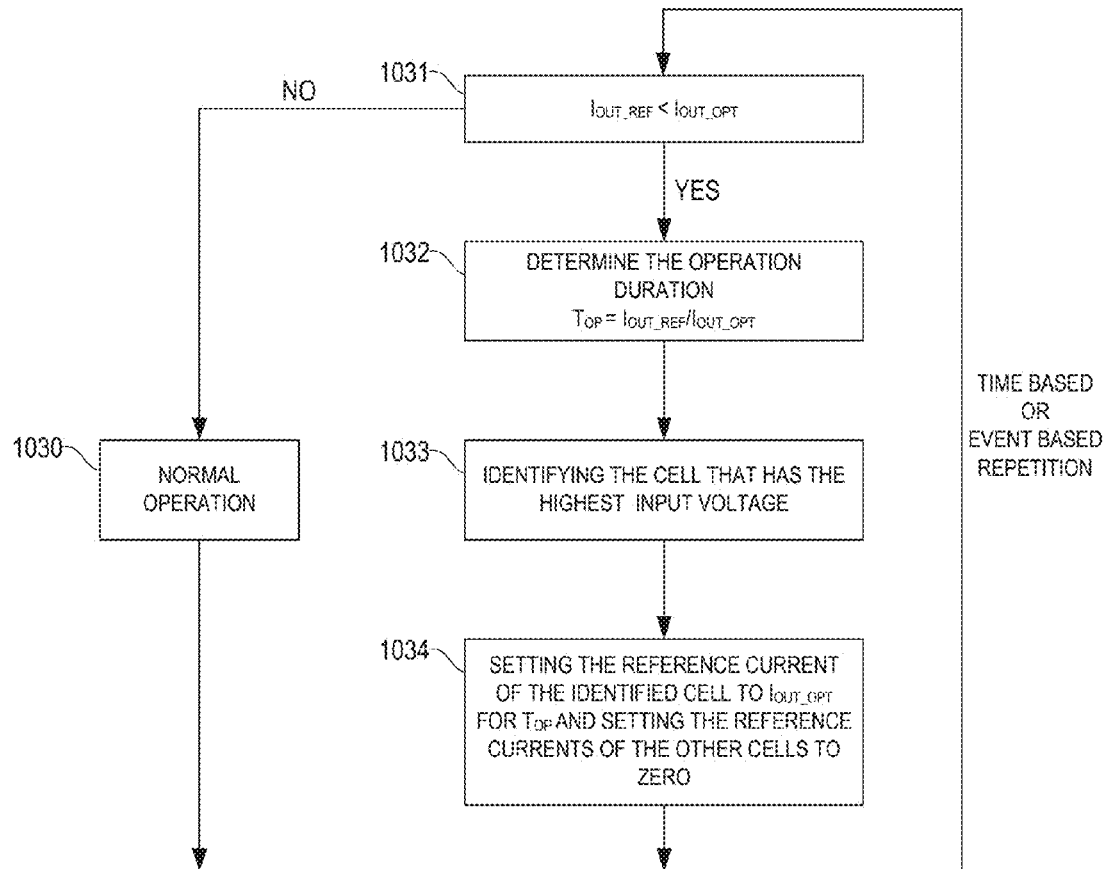 1031
I_OUT_REF < I_OUT_OPT
NO
YES
1032
DETERMINE THE OPERATION
DURATION
T_OP = I_OUT_REF/I_OUT_OPT
TIME BASED
OR
EVENT BASED
REPETITION
1030
NORMAL
OPERATION
1033
IDENTIFYING THE CELL THAT HAS THE
HIGHEST INPUT VOLTAGE
1034
SETTING THE REFERENCE CURRENT
OF THE IDENTIFIED CELL TO I_OUT_OPT
FOR T_OP AND SETTING THE REFERENCE
CURRENTS OF THE OTHER CELLS TO
ZERO